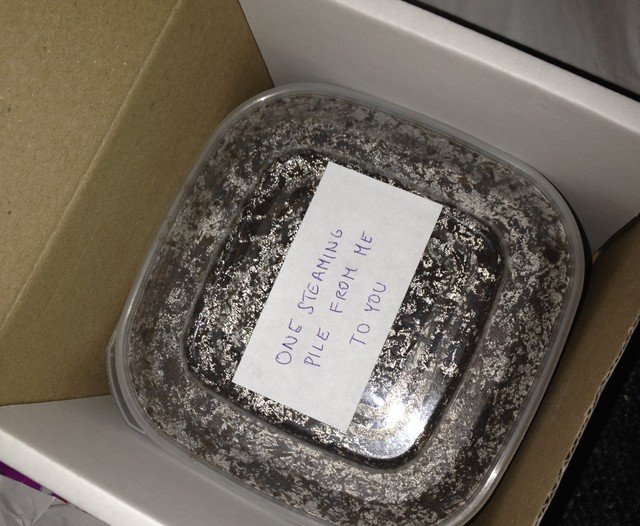 ONE STEAMING
PILE FROM ME
TO YOU